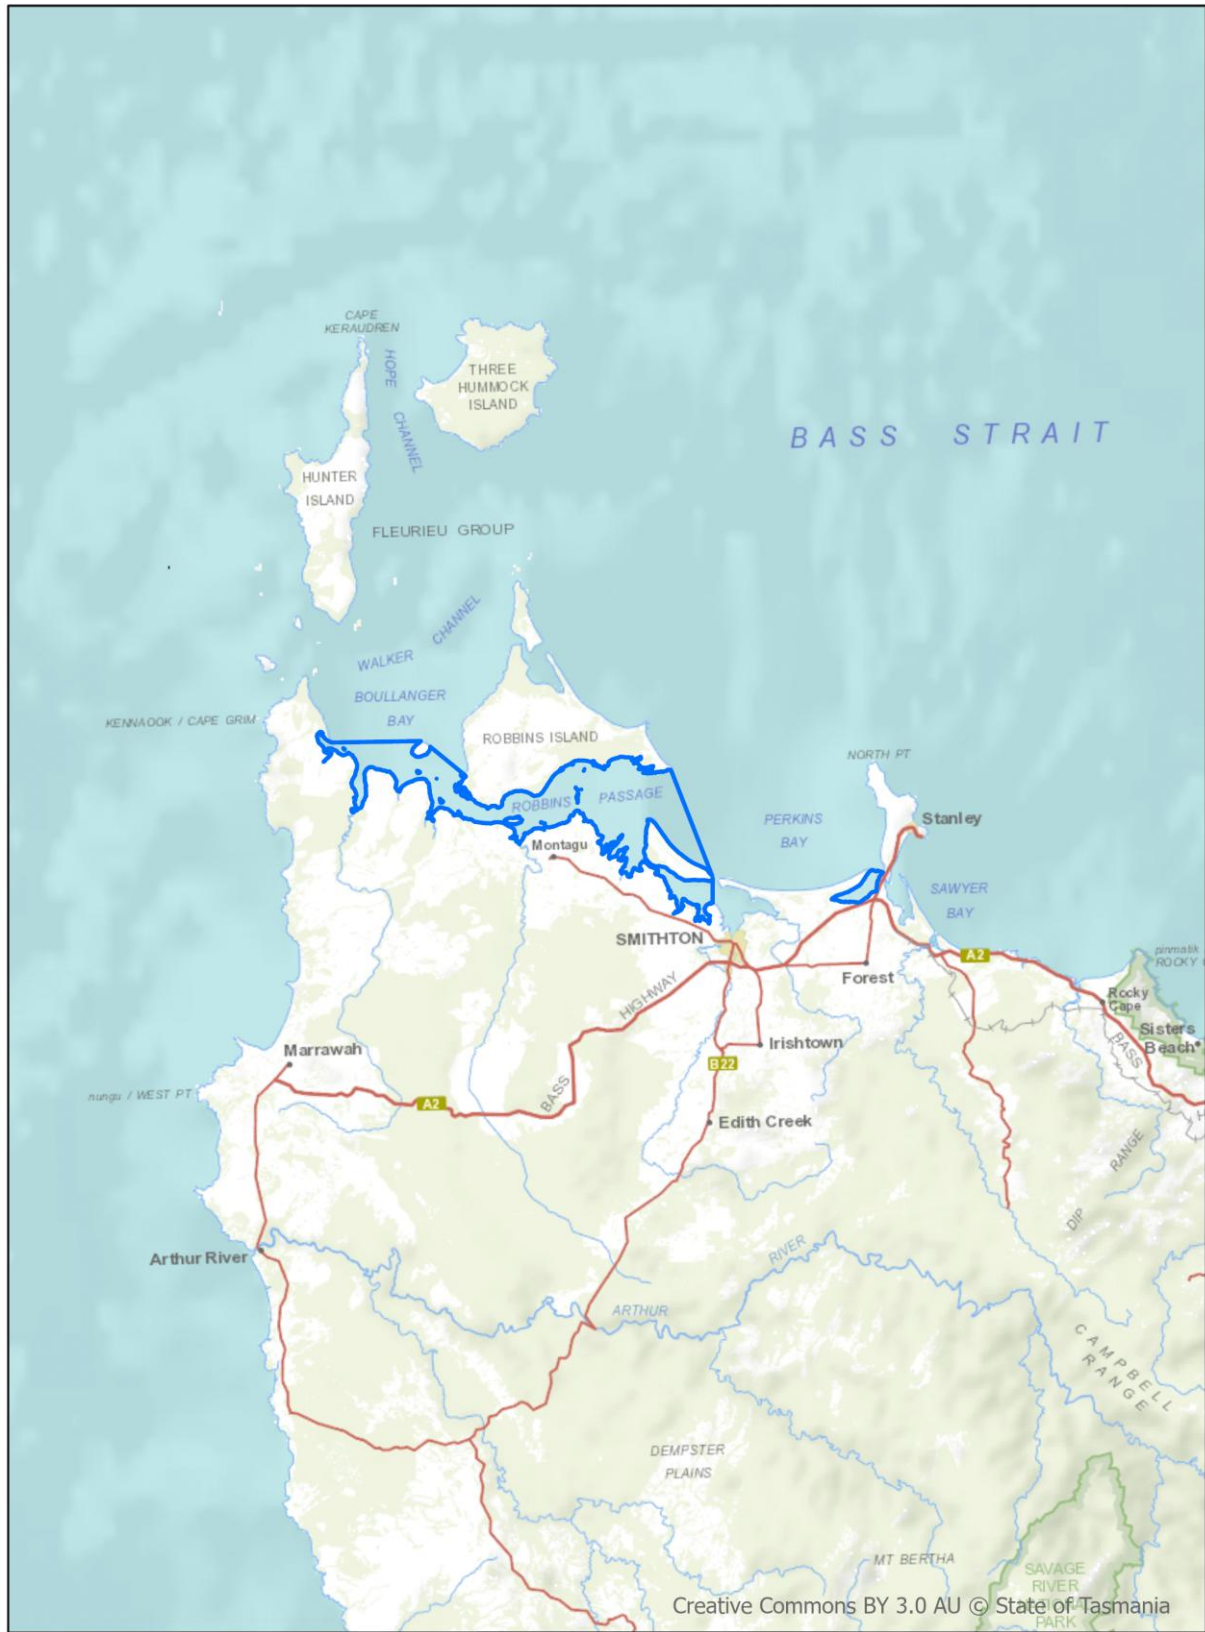 CAPE
KERAUDREN
HOPE
CHANNEL
THREE
HUMMOCK
ISLAND
BASS STRAIT
HUNTER
ISLAND
FLEURIEU GROUP
WALKER CHANNEL
BOULLANGER
BAY
KENNAOOK / CAPE GRIM
ROBBINS ISLAND
NORTH PT
ROBBINS PASSAGE
PERKINS
BAY
Stanley
Montagu
SAWYER
BAY
SMITHTON
A2
pinmatik
ROCKY
Forest
HIGHWAY
Rocky
Cape
Sisters
Beach
BASS
Irishtown
Marrawah
B22
nungu / WEST PT
A2
BASS
Edith Creek
DIP RANGE
Arthur River
RIVER
ARTHUR
CAMPBELL
RANGE
DEMPSTER
PLAINS
MT BERTHA
SAVAGE
RIVER
PARK
Creative Commons BY 3.0 AU © State of Tasmania